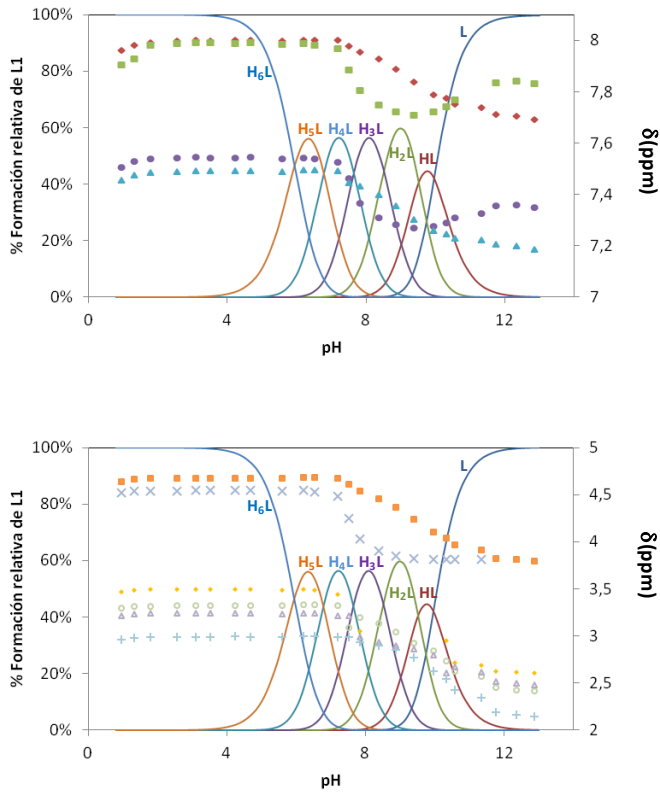 100%
80%
60%
40%
20%
0%
% Formación relativa de L1
H6L
H5L
H4L
H3L
H2L
HL
L
8
7,8
7,6
7,4
7,2
7
δ(ppm)
0
4
8
12
pH
100%
80%
60%
40%
20%
0%
% Formación relativa de L1
H6L
H5L
H4L
H3L
H2L
HL
L
5
4,5
4
3,5
3
2,5
2
δ(ppm)
0
4
8
12
pH